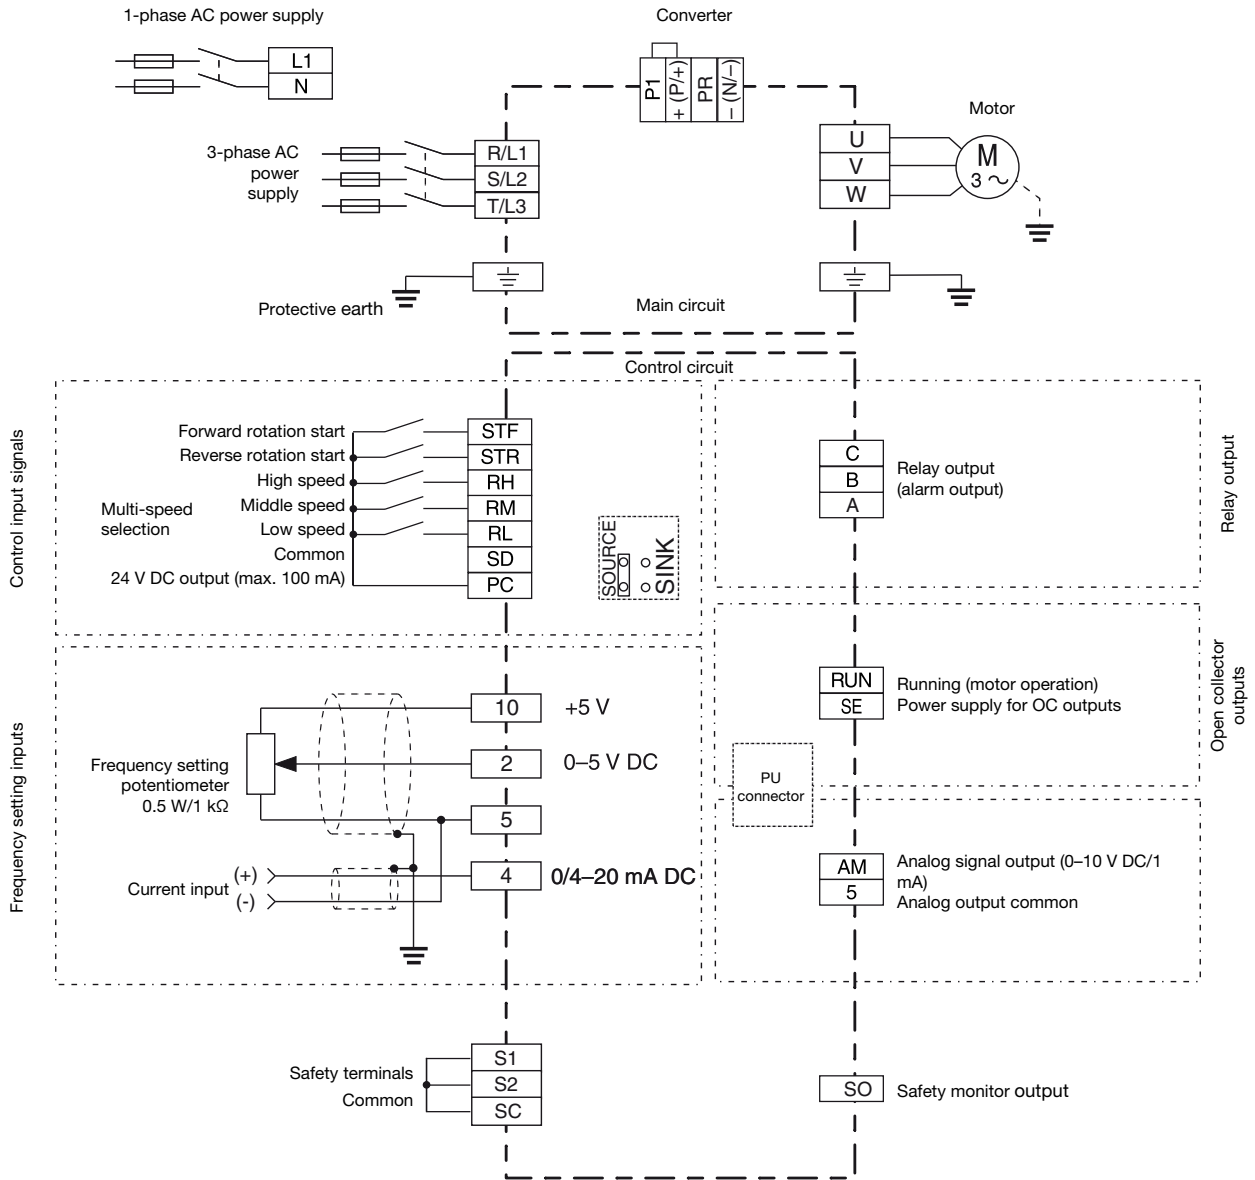 1-phase AC power supply
L1
N
Converter
P1
+ (P/+)
PR
– (N/–)
3-phase AC
power
supply
R/L1
S/L2
T/L3
U
V
W
Motor
M
3 ~
Protective earth
Main circuit
Control circuit
Control input signals
Forward rotation start
Reverse rotation start
High speed
Multi-speed
selection
Middle speed
Low speed
Common
24 V DC output (max. 100 mA)
STF
STR
RH
RM
RL
SD
PC
SOURCE
SINK
C
B
A
Relay output
(alarm output)
Relay output
RUN
SE
Running (motor operation)
Power supply for OC outputs
Open collector
outputs
Frequency setting inputs
10
+5 V
2
0–5 V DC
5
Frequency setting
potentiometer
0.5 W/1 kΩ
Current input
(+)
(-)
4
0/4–20 mA DC
PU
connector
AM
5
Analog signal output (0–10 V DC/1
mA)
Analog output common
Safety terminals
Common
S1
S2
SC
SO
Safety monitor output